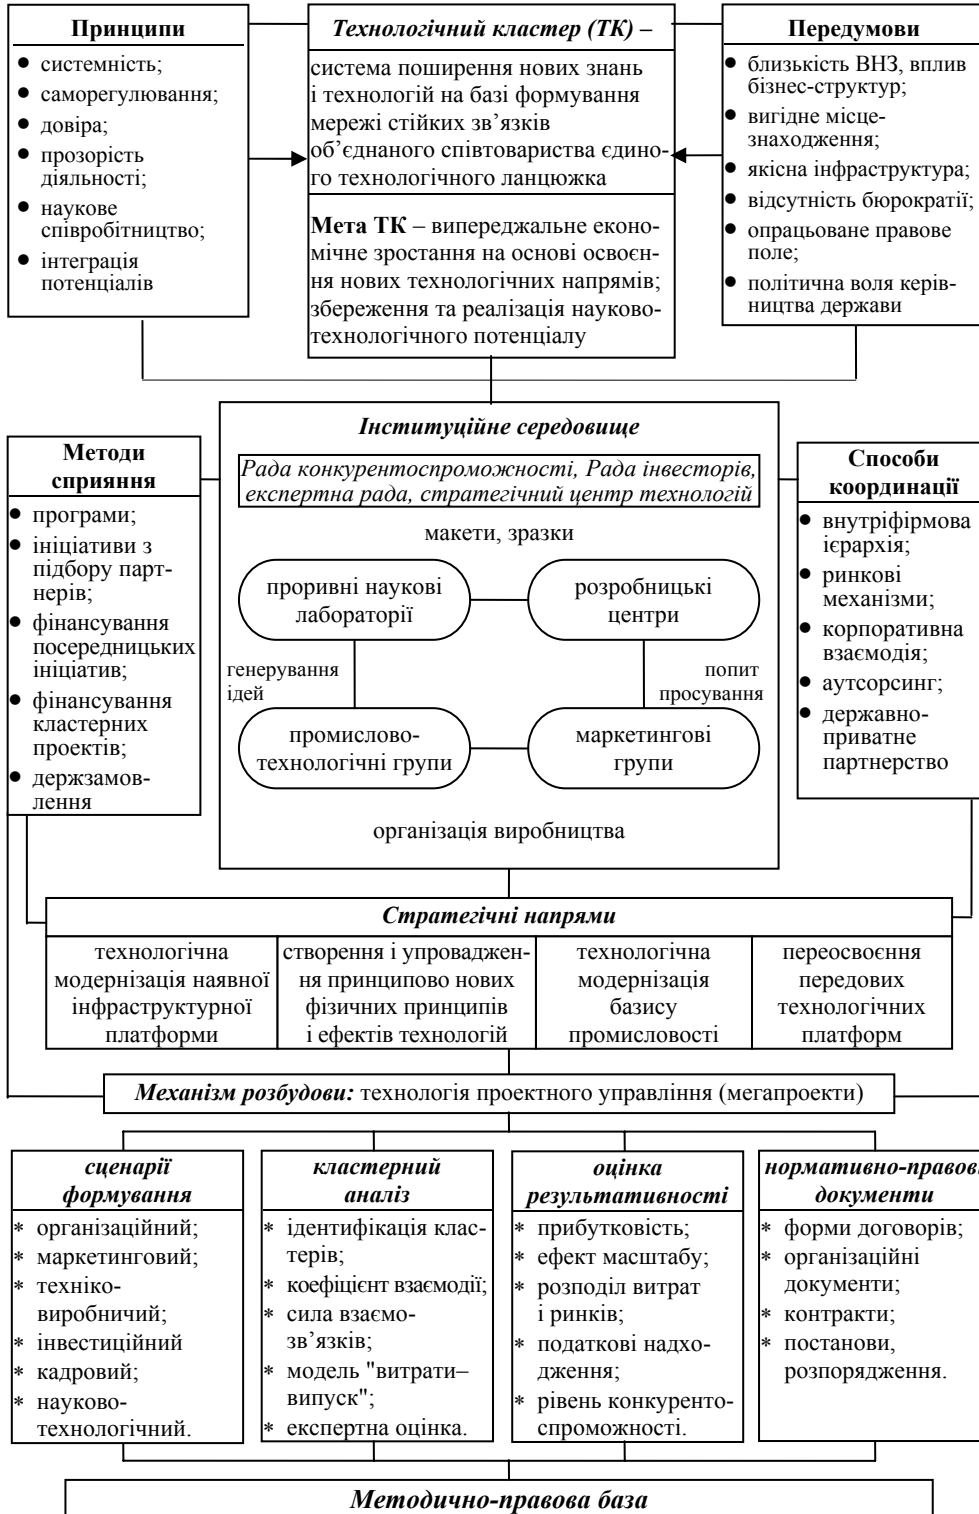 Принципи
● системність;
● саморегулювання;
● довіра;
● прозорість
діяльності;
● наукове
співробітництво;
● інтеграція
потенціалів
Технологічний кластер (ТК) –
система поширення нових знань
і технологій на базі формування
мережі стійких зв’язків
об’єднаного співтовариства єдино-
го технологічного ланцюжка
Мета ТК – випереджальне еконо-
мічне зростання на основі освоєн-
ня нових технологічних напрямів;
збереження та реалізація науково-
технологічного потенціалу
Передумови
● близькість ВНЗ, вплив
бізнес-структур;
● вигідне місце-
знаходження;
● якісна інфраструктура;
● відсутність бюрократії;
● опрацьоване правове
поле;
● політична воля керів-
ництва держави
Методи
сприяння
● програми;
● ініціативи з
підбору парт-
нерів;
● фінансування
посередницьких
ініціатив;
● фінансування
кластерних
проектів;
● держзамов-
лення
Інституційне середовище
Рада конкурентоспроможності, Рада інвесторів,
експертна рада, стратегічний центр технологій
макети, зразки
проривні наукові
лабораторії
розробницькі
центри
генерування
ідей
попит
просування
промислово-
технологічні групи
маркетингові
групи
організація виробництва
Способи
координації
● внутріфірмова
ієрархія;
● ринкові
механізми;
● корпоративна
взаємодія;
● аутсорсинг;
● державно-
приватне
партнерство
Стратегічні напрями
технологічна
модернізація наявної
інфраструктурної
платформи
створення і упроваджен-
ня принципово нових
фізичних принципів
і ефектів технологій
технологічна
модернізація
базису
промисловості
переосвоєння
передових
технологічних
платформ
Механізм розбудови: технологія проектного управління (мегапроекти)
сценарії
формування
* організаційний;
* маркетинговий;
* техніко-
виробничий;
* інвестиційний
* кадровий;
* науково-
технологічний.
кластерний
аналіз
* ідентифікація клас-
терів;
* коефіцієнт взаємодії;
* сила взаємо-
зв’язків;
* модель "витрати–
випуск";
* експертна оцінка.
оцінка
результативності
* прибутковість;
* ефект масштабу;
* розподіл витрат
і ринків;
* податкові надхо-
дження;
* рівень конкуренто-
спроможності.
нормативно-правові
документи
* форми договорів;
* організаційні
документи;
* контракти;
* постанови,
розпорядження.
Методично-правова база